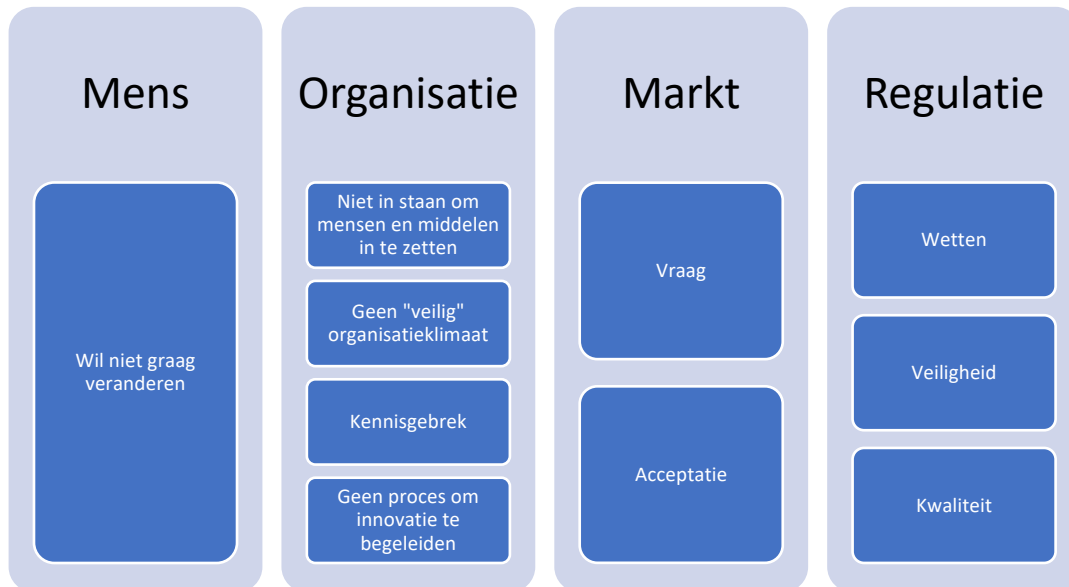 Mens
Wil niet graag
veranderen
Organisatie
Niet in staan om
mensen en middelen
in te zetten
Geen "veilig"
organisatieklimaat
Kennisgebrek
Geen proces om
innovatie te
begeleiden
Markt
Vraag
Acceptatie
Regulatie
Wetten
Veiligheid
Kwaliteit